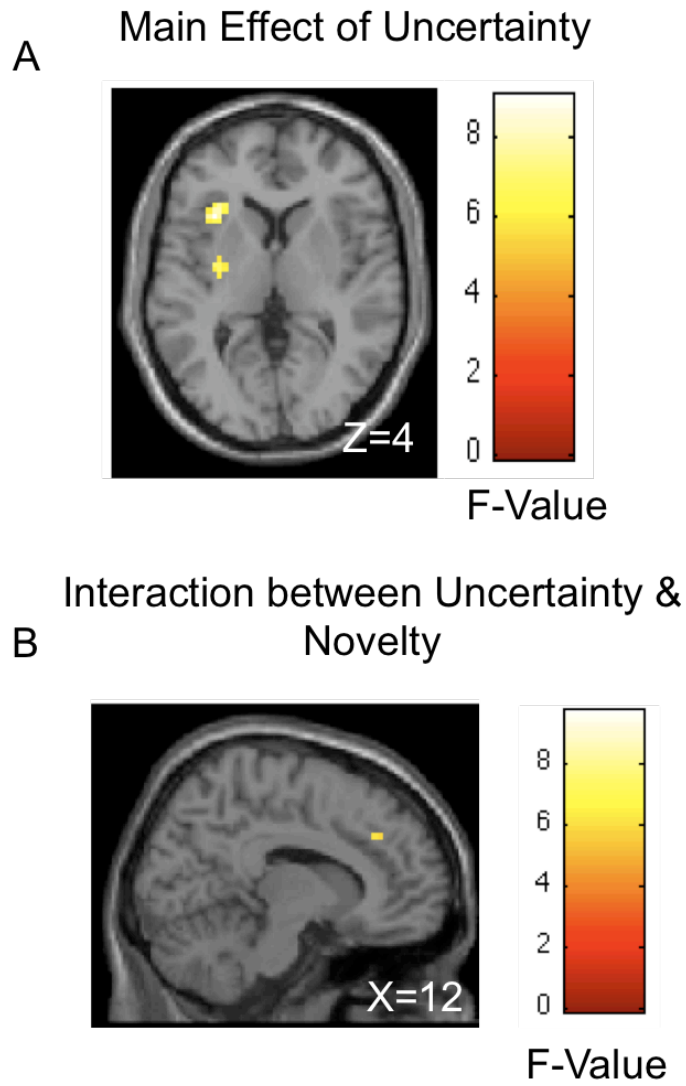 Main Effect of Uncertainty
A
8
6
4
2
0
Z=4
F-Value
Interaction between Uncertainty &
Novelty
B
8
6
4
2
0
X=12
F-Value